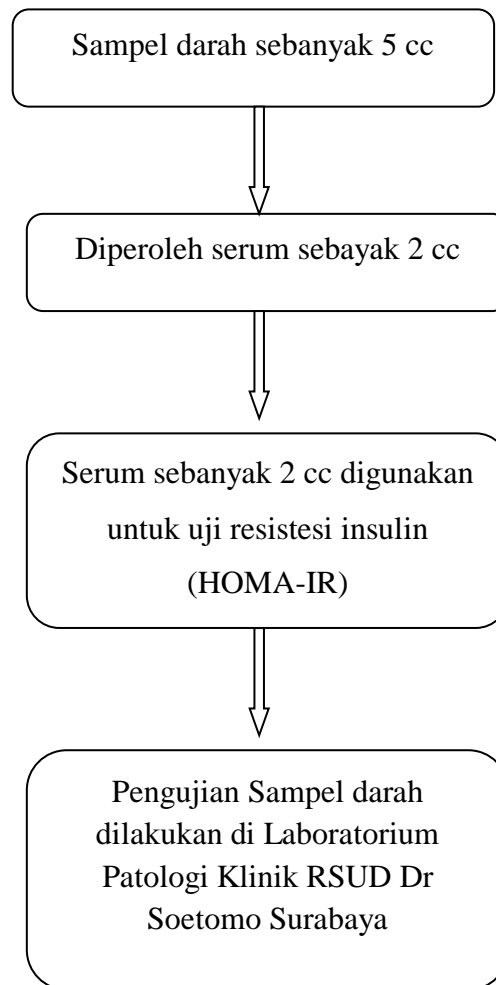 Sampel darah sebanyak 5 cc
Diperoleh serum sebayak 2 cc
Serum sebanyak 2 cc digunakan
untuk uji resistesi insulin
(HOMA-IR)
Pengujian Sampel darah
dilakukan di Laboratorium
Patologi Klinik RSUD Dr
Soetomo Surabaya